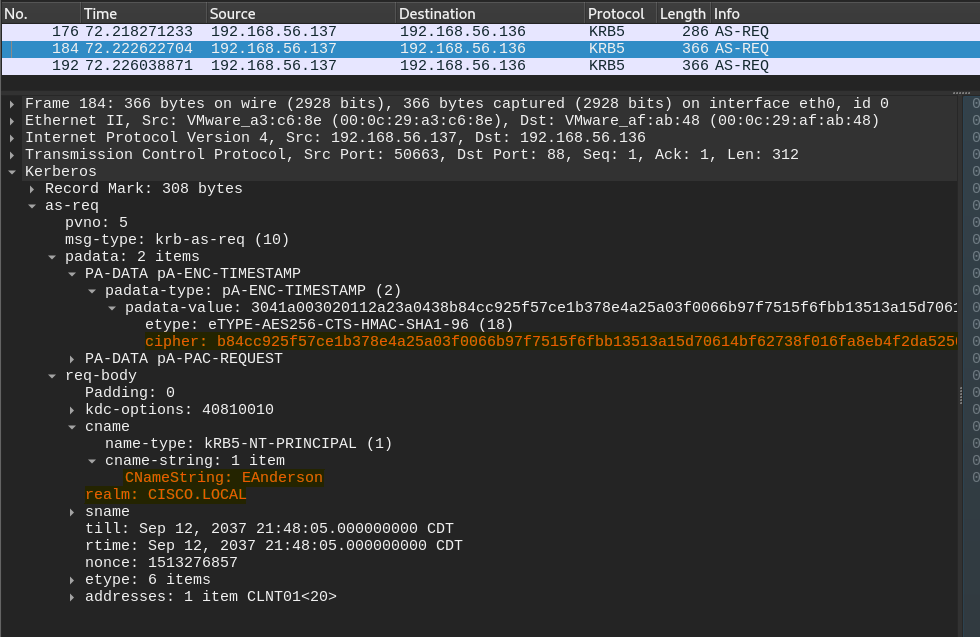 No. Time Source Destination Protocol Length Info
176 72.218271233 192.168.56.137 192.168.56.136 KRB5 286 AS-REQ
184 72.222622704 192.168.56.137 192.168.56.136 KRB5 366 AS-REQ
192 72.226038871 192.168.56.137 192.168.56.136 KRB5 366 AS-REQ
Frame 184: 366 bytes on wire (2928 bits), 366 bytes captured (2928 bits) on interface eth0, id 0
Ethernet II, Src: VMware_a3:c6:8e (00:0c:29:a3:c6:8e), Dst: VMware_af:ab:48 (00:0c:29:af:ab:48)
Internet Protocol Version 4, Src: 192.168.56.137, Dst: 192.168.56.136
Transmission Control Protocol, Src Port: 50663, Dst Port: 88, Seq: 1, Ack: 1, Len: 312
Kerberos
Record Mark: 308 bytes
as-req
pvno: 5
msg-type: krb-as-req (10)
padata: 2 items
PA-DATA pA-ENC-TIMESTAMP
padata-type: pA-ENC-TIMESTAMP (2)
padata-value: 3041a003020112a23a0438b84cc925f57ce1b378e4a25a03f0066b97f7515f6fbb13513a15d7061
etype: eTYPE-AES256-CTS-HMAC-SHA1-96 (18)
cipher: b84cc925f57ce1b378e4a25a03f0066b97f7515f6fbb13513a15d70614bf62738f016fa8eb4f2da525
PA-DATA pA-PAC-REQUEST
req-body
Padding: 0
kdc-options: 40810010
cname
name-type: kRB5-NT-PRINCIPAL (1)
cname-string: 1 item
CNameString: EAnderson
realm: CISCO.LOCAL
sname
till: Sep 12, 2037 21:48:05.000000000 CDT
rtime: Sep 12, 2037 21:48:05.000000000 CDT
nonce: 1513276857
etype: 6 items
addresses: 1 item CLNT01<20>